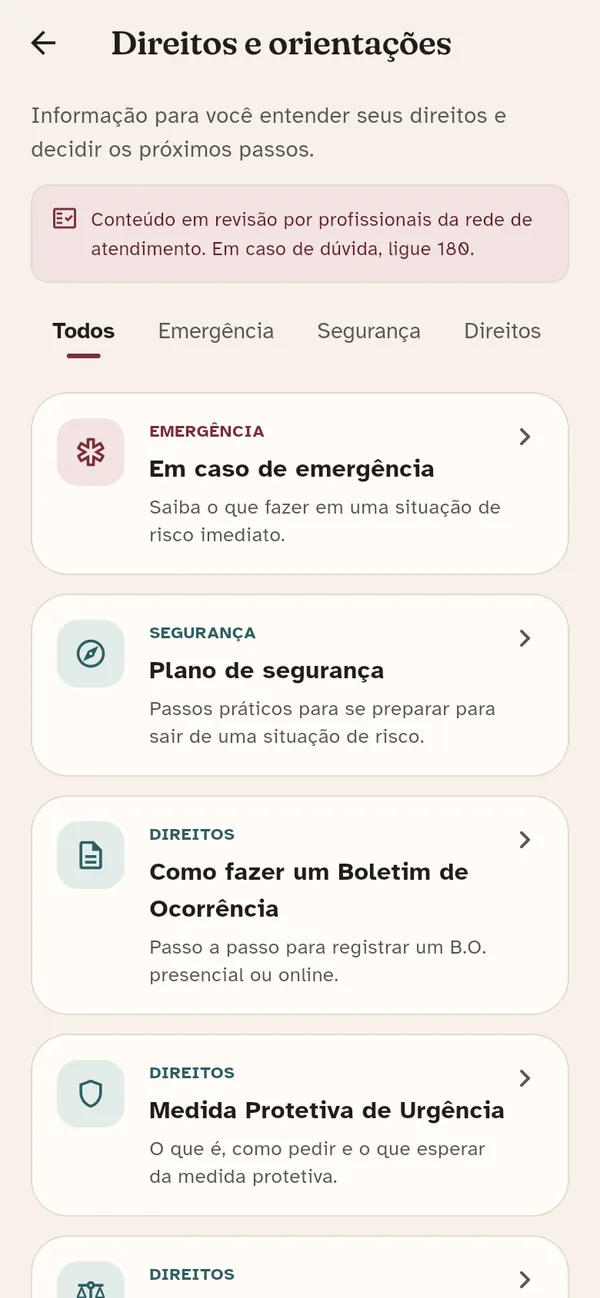 Direitos e orientações
Informação para você entender seus direitos e
decidir os próximos passos.
Conteúdo em revisão por profissionais da rede de
atendimento. Em caso de dúvida, ligue 180.
Todos Emergência Segurança Direitos
EMERGÊNCIA
Em caso de emergência
Saiba o que fazer em uma situação de
risco imediato.
SEGURANÇA
Plano de segurança
Passos práticos para se preparar para
sair de uma situação de risco.
DIREITOS
Como fazer um Boletim de
Ocorrência
Passo a passo para registrar um B.O.
presencial ou online.
DIREITOS
Medida Protetiva de Urgência
O que é, como pedir e o que esperar
da medida protetiva.
DIREITOS